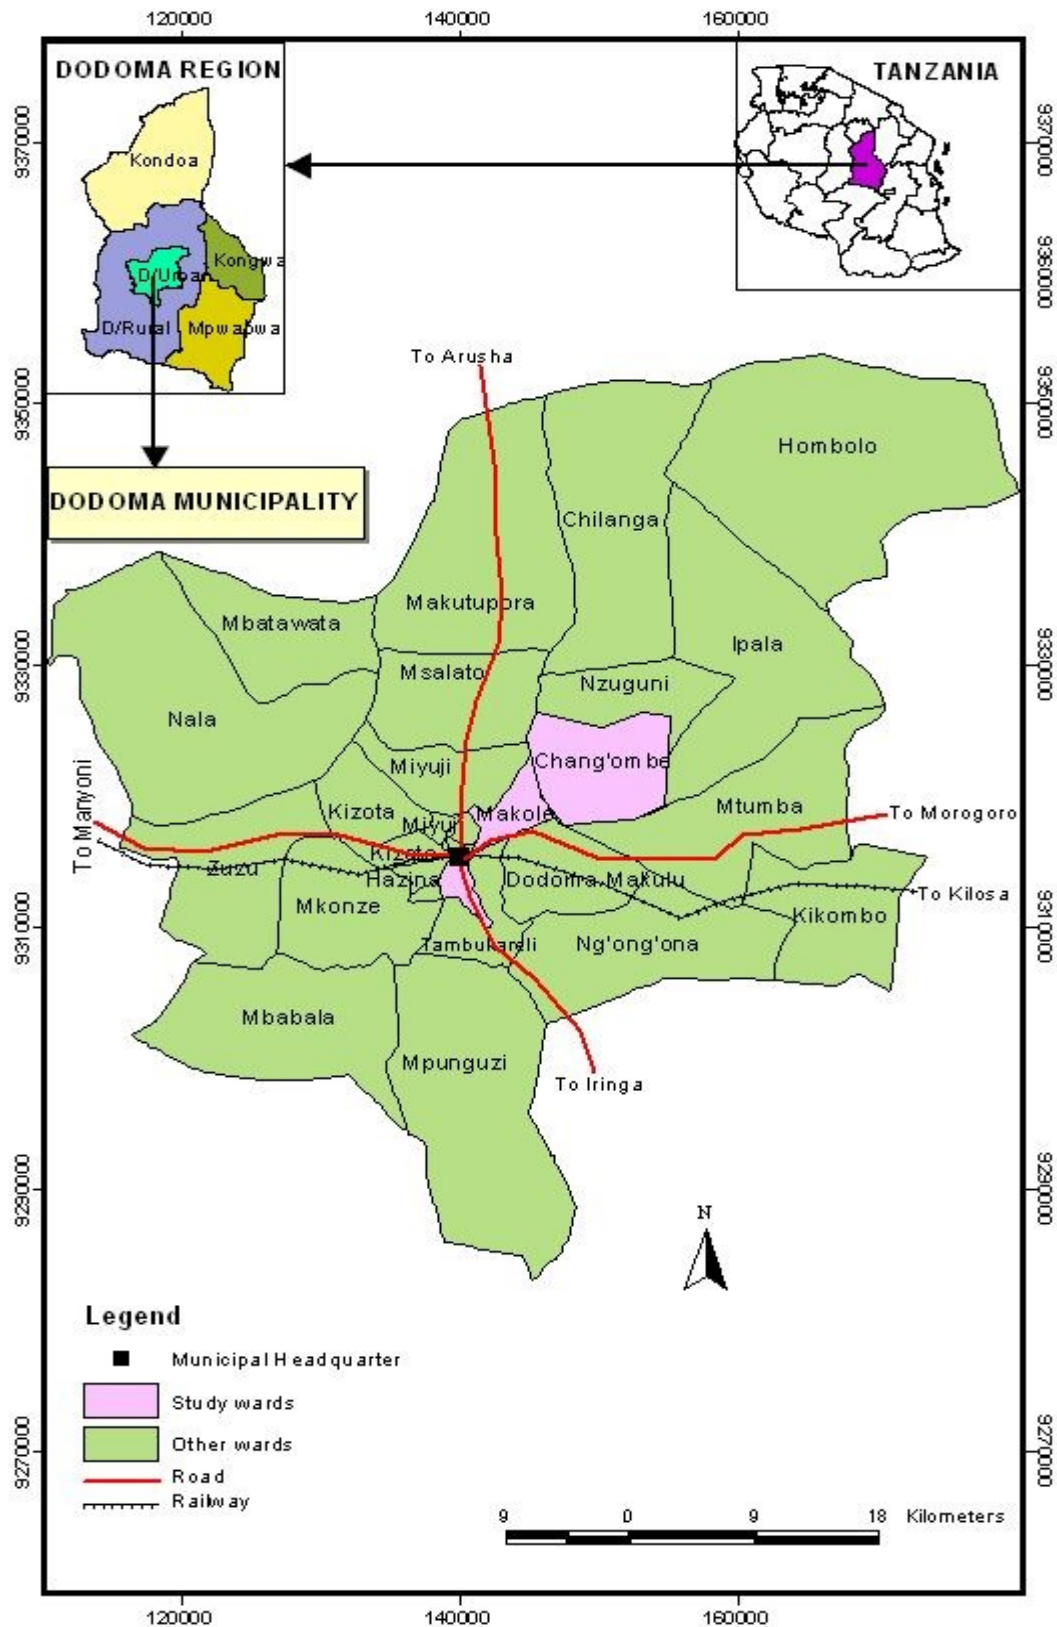 120000 140000 160000
DODOMA REGION
Kondoa
Kongwa
D/Urban
D/Rural
Mpwapwa
TANZANIA
9370000
9370000
9360000
9350000
9350000
DODOMA MUNICIPALITY
To Arusha
Hombolo
Chilanga
Makutupora
Mbatawata
Ipala
9330000
9330000
Msalato
Nzuguni
Nala
Chang'ombe
Miyuji
Kizota
Makole
Mtumba
To Manyoni
To Morogoro
Miyuji
Kizota
Zuzu
Hazina
Dodoma Makulu
To Kilosa
Mkonze
Kikombo
9310000
9310000
Tambukareli
Ng'ong'ona
Mbabala
Mpunguzi
To Iringa
9290000
9290000
N
Legend
Municipal Headquarter
Study wards
Other wards
Road
Railway
9270000
9270000
9 0 9 18 Kilometers
120000 140000 160000